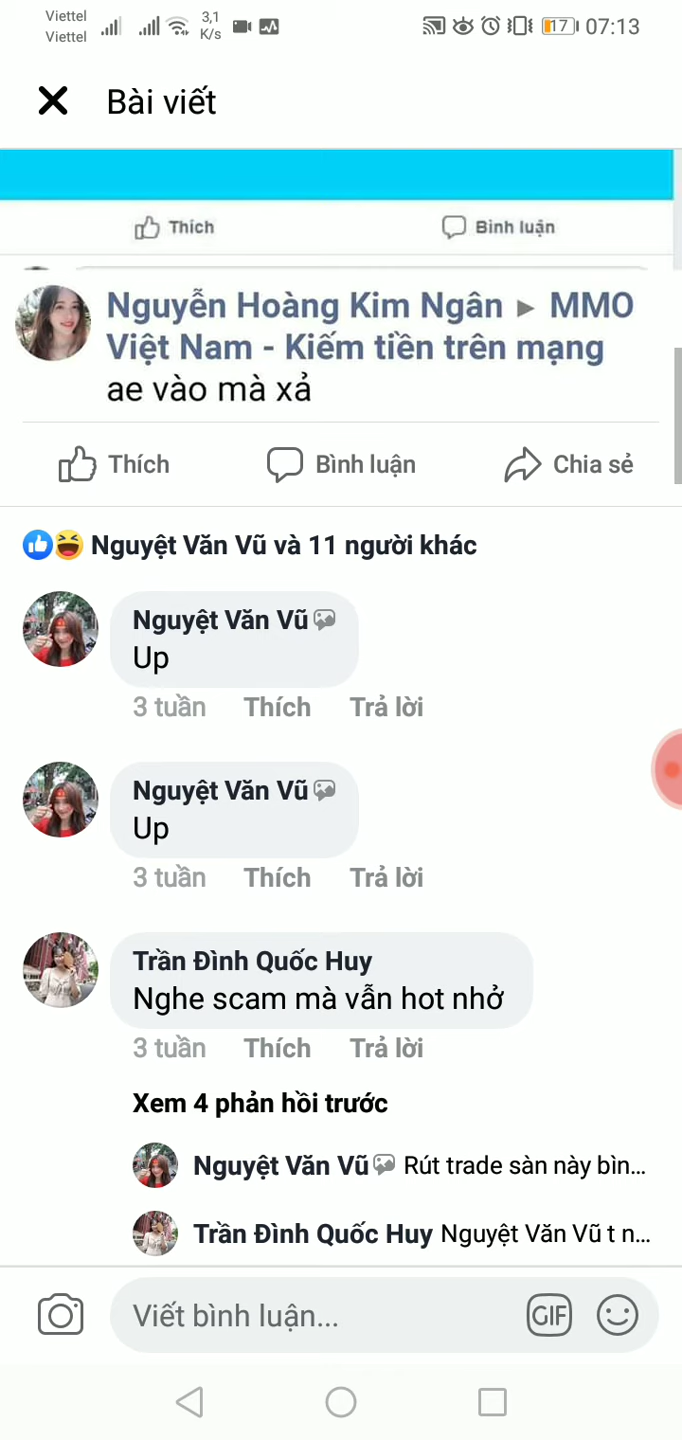 Viettel
Viettel
3,1
K/s
17
07:13
Bài viết
Thích
Bình luận
Nguyễn Hoàng Kim Ngân ► MMO
Việt Nam - Kiếm tiền trên mạng
ae vào mà xả
Thích
Bình luận
Chia sẻ
Nguyệt Văn Vũ và 11 người khác
Nguyệt Văn Vũ
Up
3 tuần Thích Trả lời
Nguyệt Văn Vũ
Up
3 tuần Thích Trả lời
Trần Đình Quốc Huy
Nghe scam mà vẫn hot nhở
3 tuần Thích Trả lời
Xem 4 phản hồi trước
Nguyệt Văn Vũ Rút trade sàn này bìn...
Trần Đình Quốc Huy Nguyệt Văn Vũ t n...
Viết bình luận...
GIF